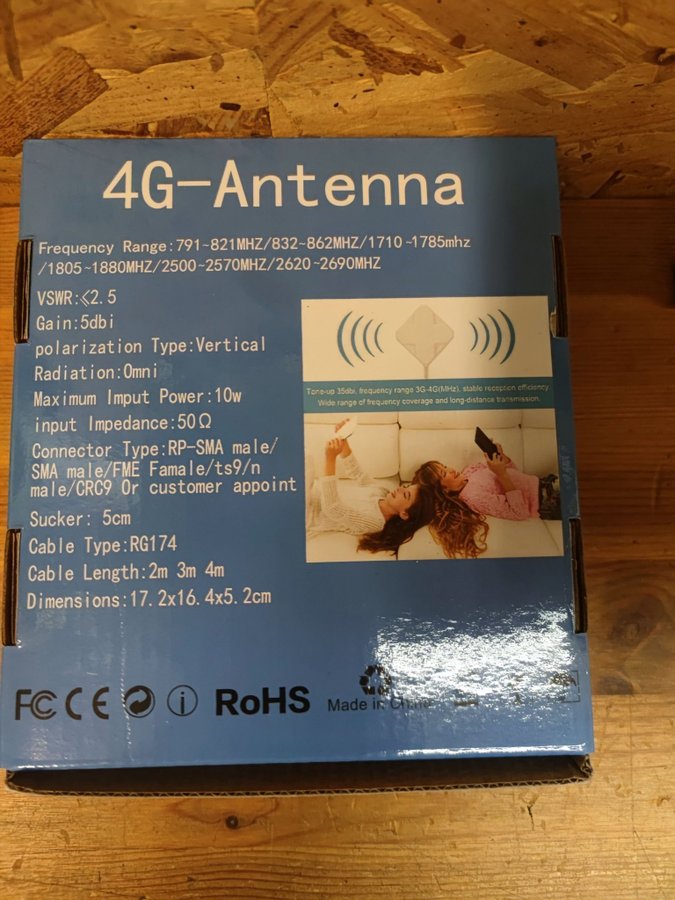 4G-Antenna
Frequency Range:791~821MHZ/832~862MHZ/1710~1785mhz
/1805~1880MHZ/2500~2570MHZ/2620~2690MHZ
VSWR:≤2.5
Gain:5dbi
polarization Type:Vertical
Radiation:Omni
Maximum Input Power:10w
input Impedance:50Ω
Connector Type:RP-SMA male/
SMA male/FME Famale/ts9/n
male/CRC9 Or customer appoint
Sucker: 5cm
Cable Type:RG174
Cable Length:2m 3m 4m
Dimensions:17.2x16.4x5.2cm
Tone-up 35dbi, frequency range 3G-4G(MHz), stable reception efficiency.
Wide range of frequency coverage and long-distance transmission.
FC CE i RoHS Made in China